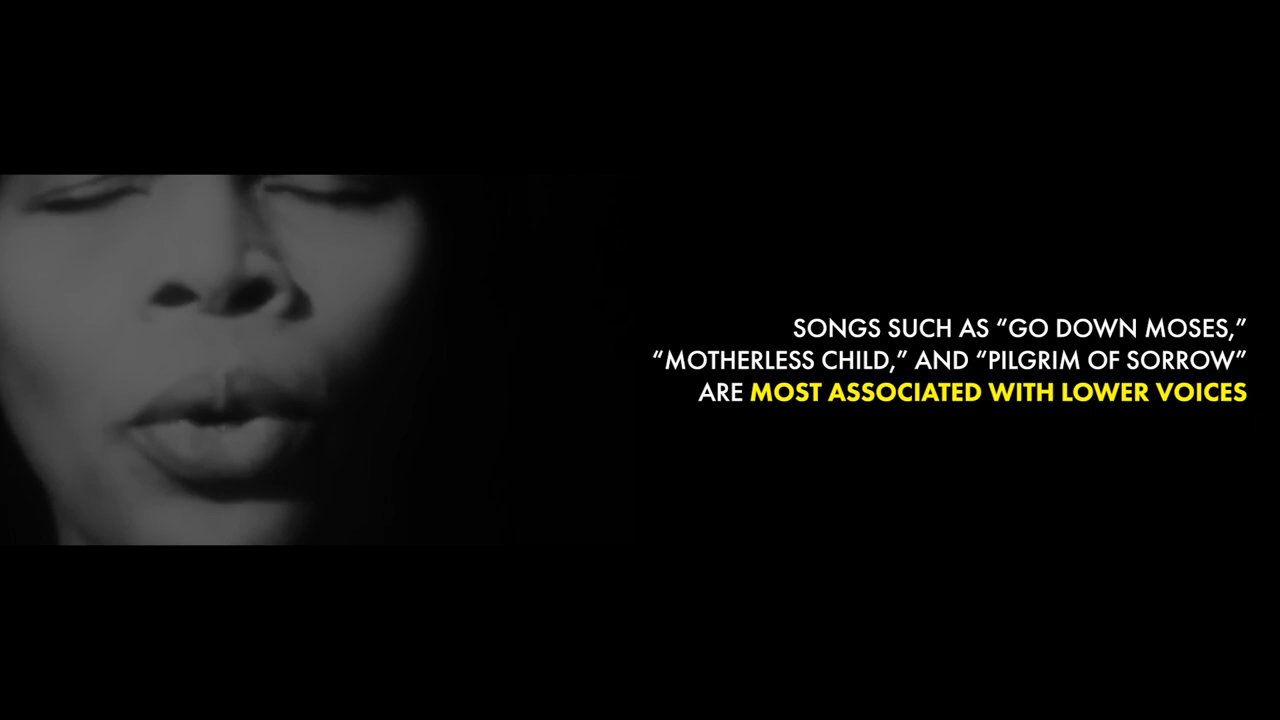 SONGS SUCH AS “GO DOWN MOSES,”
“MOTHERLESS CHILD,” AND “PILGRIM OF SORROW”
ARE MOST ASSOCIATED WITH LOWER VOICES